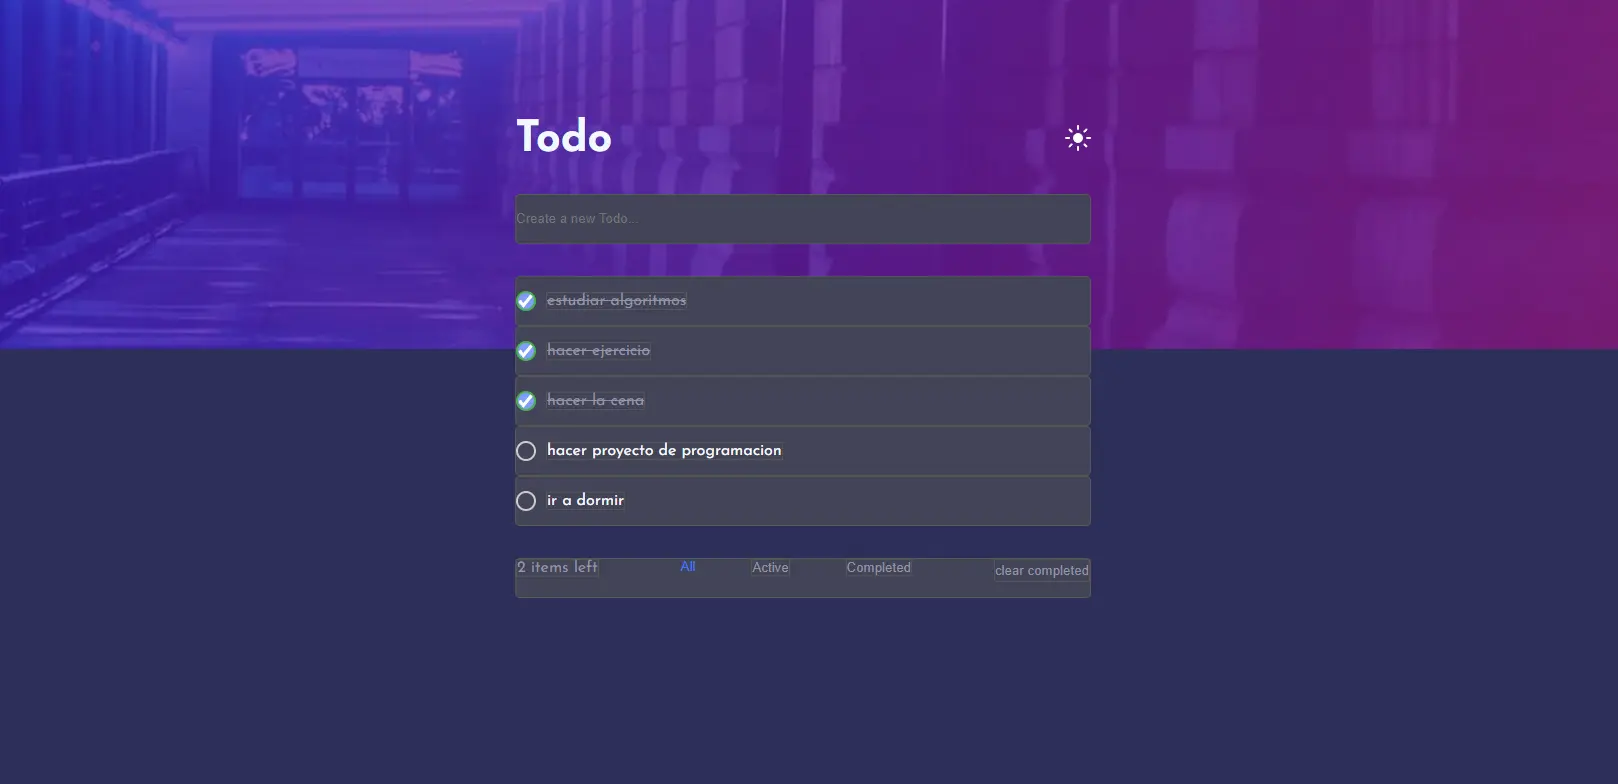 Todo
Create a new Todo...
estudiar algoritmos
hacer ejercicio
hacer la cena
hacer proyecto de programacion
ir a dormir
2 items left All Active Completed clear completed